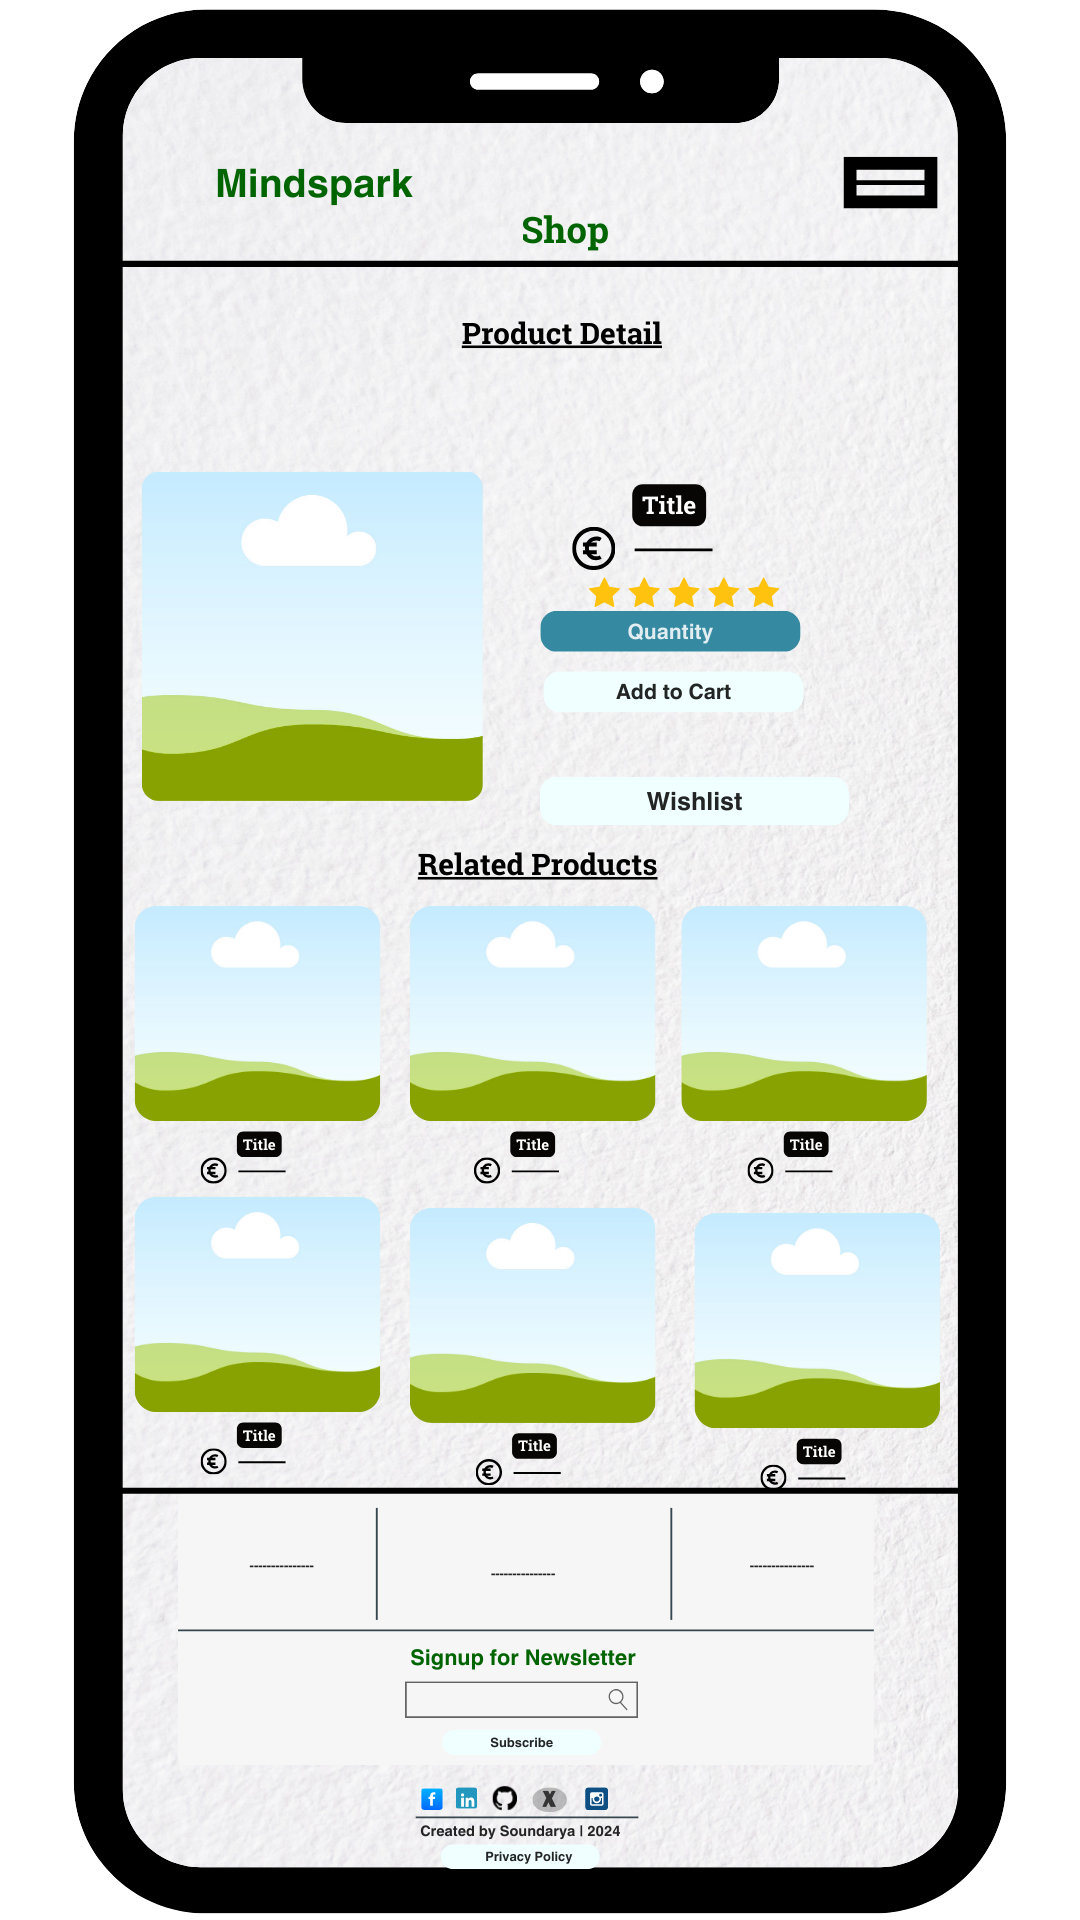 Mindspark
Shop
Product Detail
Title
€
Quantity
Add to Cart
Wishlist
Related Products
Title
€
Title
€
Title
€
Title
€
Title
€
Title
€
---------------
---------------
---------------
Signup for Newsletter
Subscribe
f in X
Created by Soundarya | 2024
Privacy Policy